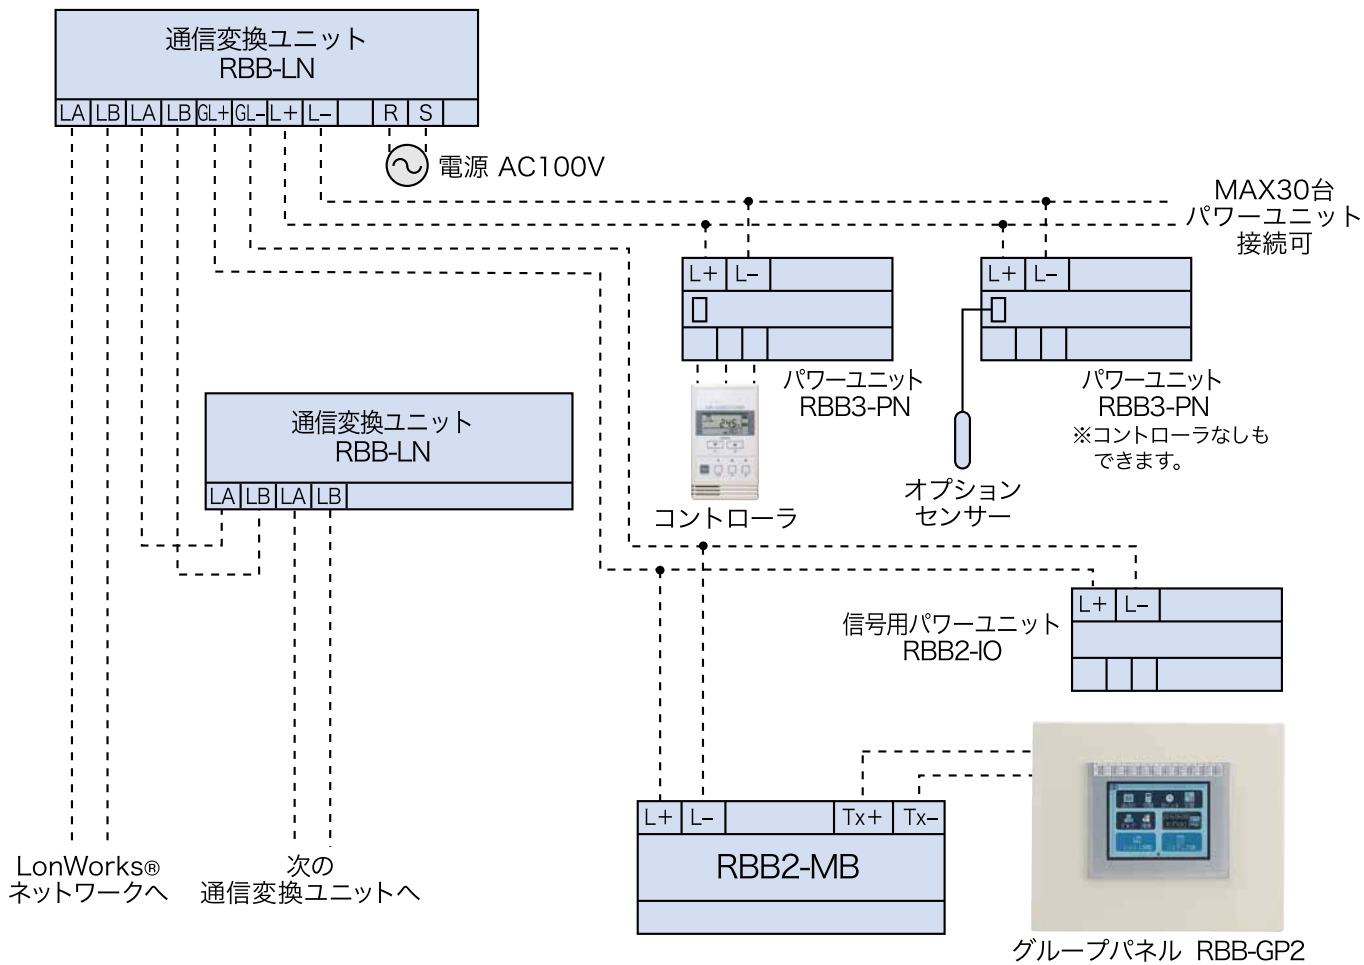 通信変換ユニット
RBB-LN
LA LB LA LB GL+ GL- L+ L- R S
電源 AC100V
MAX30台
パワーユニット
接続可
L+ L-
L+ L-
パワーユニット
RBB3-PN
パワーユニット
RBB3-PN
※コントローラなしも
できます。
コントローラ
オプション
センサー
通信変換ユニット
RBB-LN
LA LB LA LB
L+ L-
信号用パワーユニット
RBB2-IO
L+ L- Tx+ Tx-
RBB2-MB
LonWorks®
ネットワークへ
次の
通信変換ユニットへ
グループパネル RBB-GP2